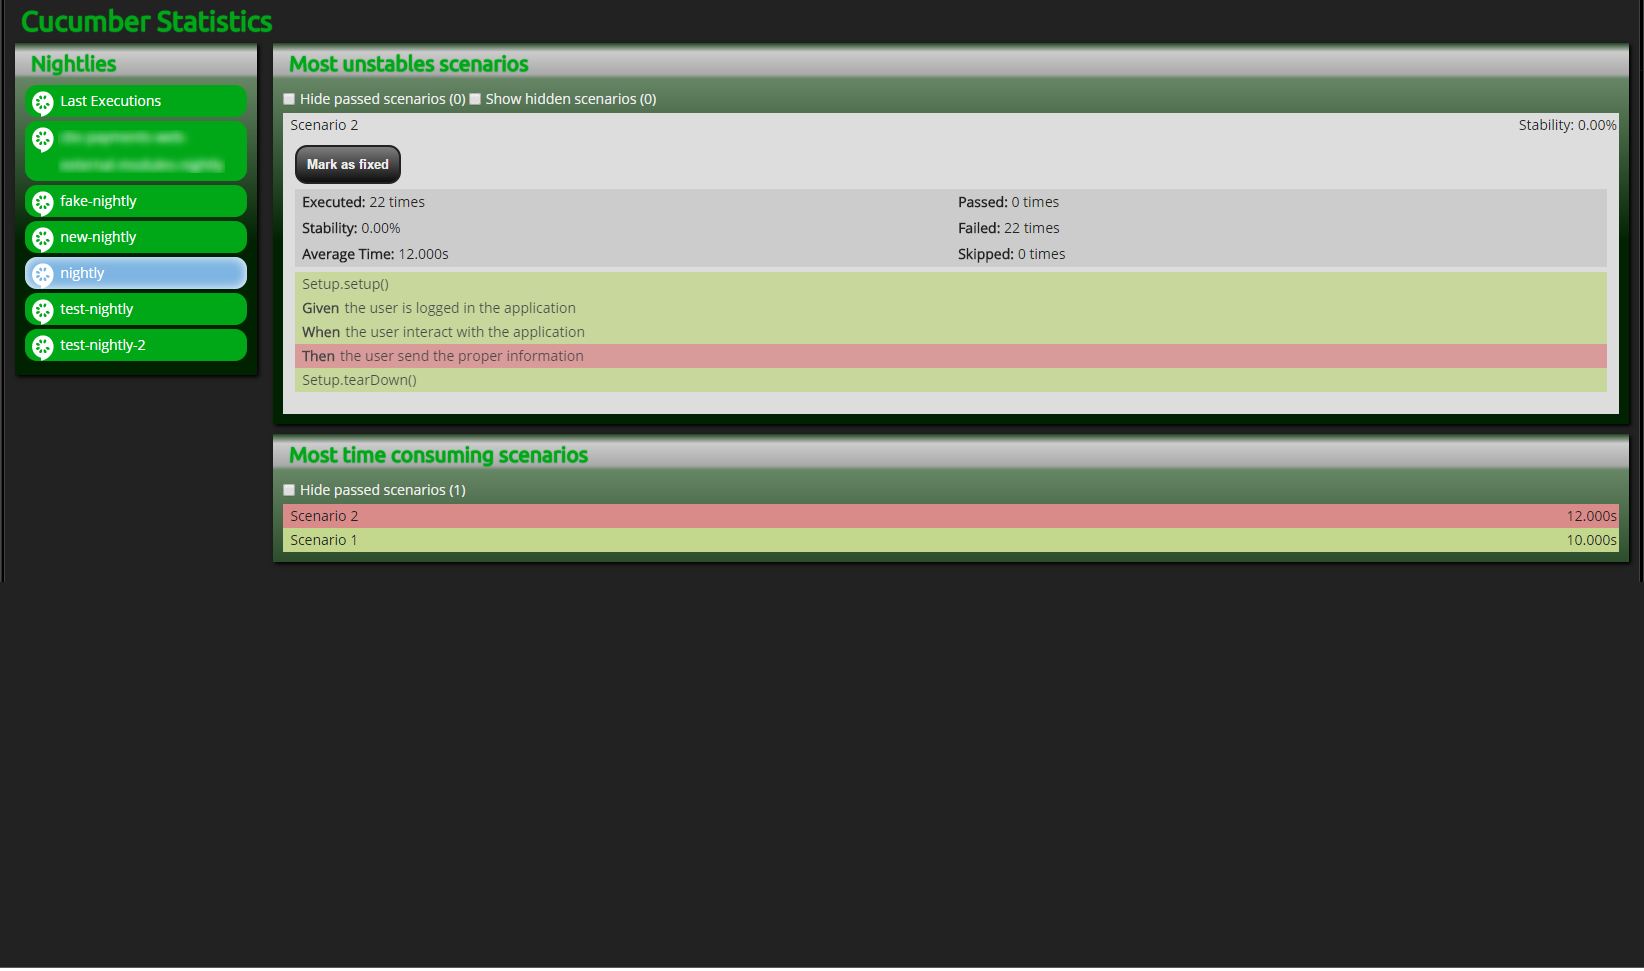 Cucumber Statistics
Nightlies
Last Executions
fake-nightly
new-nightly
nightly
test-nightly
test-nightly-2
Most unstables scenarios
Hide passed scenarios (0) Show hidden scenarios (0)
Scenario 2 Stability: 0.00%
Mark as fixed
Executed: 22 times Passed: 0 times
Stability: 0.00% Failed: 22 times
Average Time: 12.000s Skipped: 0 times
Setup.setup()
Given the user is logged in the application
When the user interact with the application
Then the user send the proper information
Setup.tearDown()
Most time consuming scenarios
Hide passed scenarios (1)
Scenario 2 12.000s
Scenario 1 10.000s